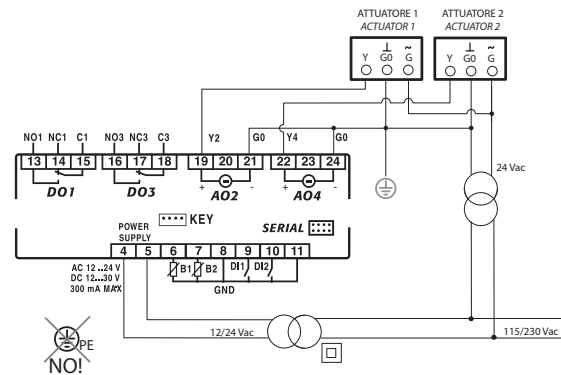 ATTUATORE 1 ATTUATORE 2
ACTUATOR 1 ACTUATOR 2
Y ⊥ G0 ~ G Y ⊥ G0 ~ G
NO1 NC1 C1 NO3 NC3 C3 Y2 G0 Y4 G0
13 14 15 16 17 18 19 20 21 22 23 24
+ - + -
DO1 DO3 AO2 AO4
24 Vac
KEY SERIAL
POWER
SUPPLY
4 5 6 7 8 9 10 11
AC 12 ..24 V
DC 12...30 V
300 mA MAX
B1 B2 DI1 DI2
GND
12/24 Vac 115/230 Vac
PE
NO!